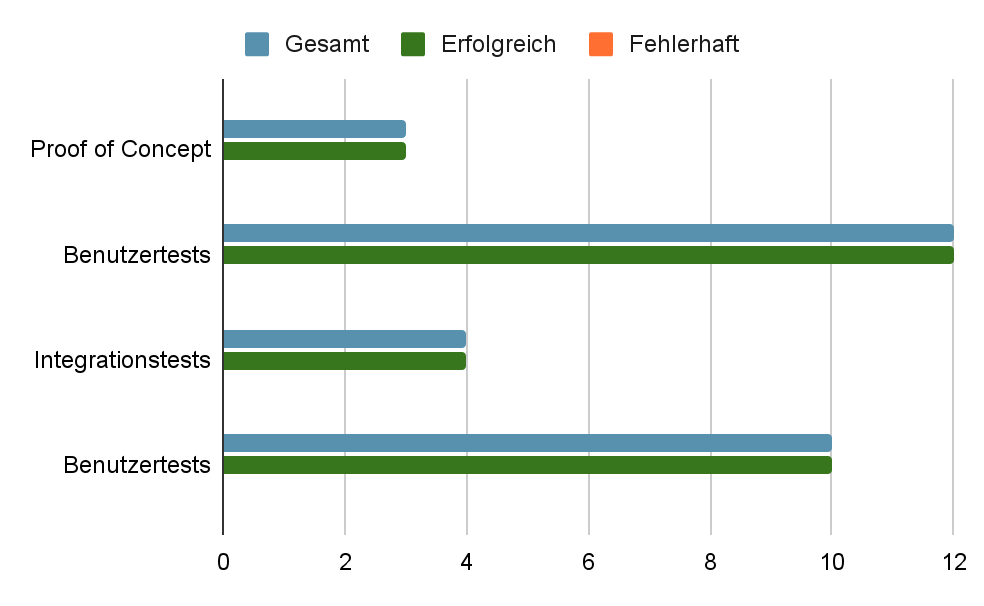 Gesamt Erfolgreich Fehlerhaft
Proof of Concept
Benutzertests
Integrationstests
Benutzertests
0 2 4 6 8 10 12